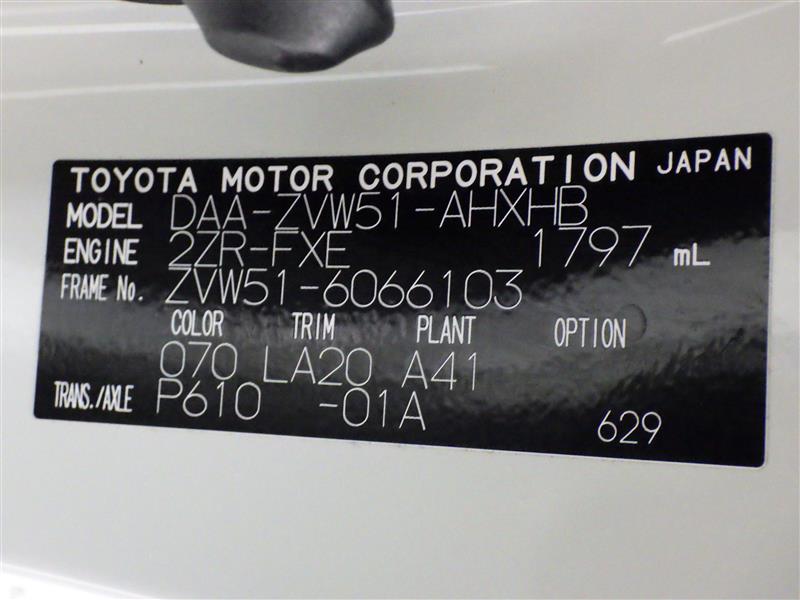 TOYOTA MOTOR CORPORATION JAPAN
MODEL DAA-ZVW51-AHXHB
ENGINE 2ZR-FXE 1797 mL
FRAME No. ZVW51-6066103
COLOR TRIM PLANT OPTION
070 LA20 A41
TRANS./AXLE P610 -01A
629